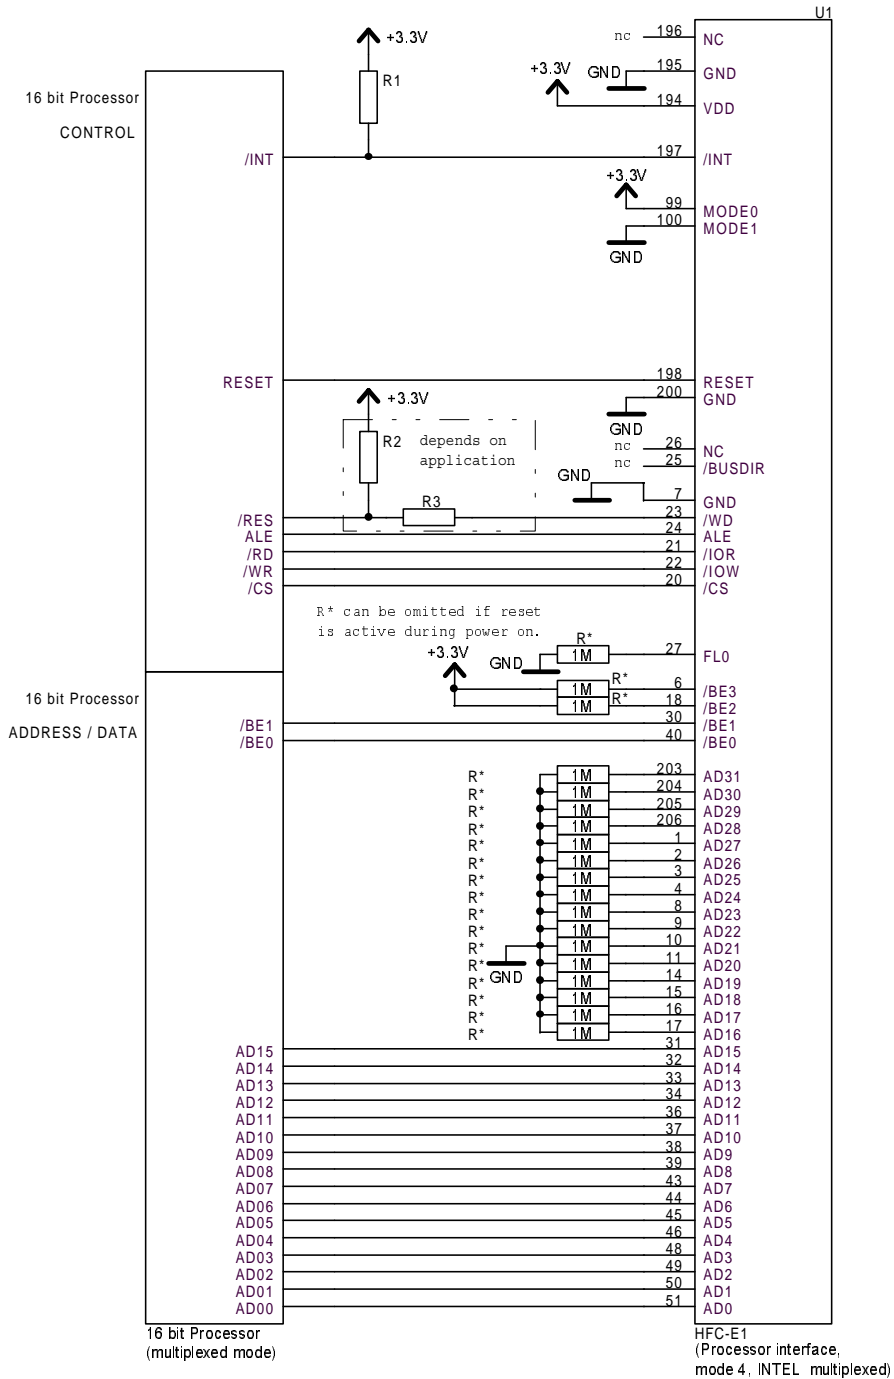 U1
196 NC
nc
+3.3V
195 GND
GND
+3.3V
194 VDD
R1
16 bit Processor
CONTROL
/INT 197 /INT
+3.3V
99 MODE0
100 MODE1
GND
RESET 198 RESET
200 GND
+3.3V
GND
R2 depends on
application
nc 26 NC
nc 25 /BUSDIR
GND
7 GND
R3
/RES 23 /WD
ALE 24 ALE
/RD 21 /IOR
/WR 22 /IOW
/CS 20 /CS
R* can be omitted if reset
is active during power on.
R*
1M 27 FL0
+3.3V
GND
16 bit Processor
ADDRESS / DATA
1M R* 6 /BE3
1M R* 18 /BE2
/BE1 30 /BE1
/BE0 40 /BE0
R* 1M 203 AD31
R* 1M 204 AD30
R* 1M 205 AD29
R* 1M 206 AD28
R* 1M 1 AD27
R* 1M 2 AD26
R* 1M 3 AD25
R* 1M 4 AD24
R* 1M 8 AD23
R* 1M 9 AD22
R* 1M 10 AD21
R* 1M 11 AD20
GND
R* 1M 14 AD19
R* 1M 15 AD18
R* 1M 16 AD17
R* 1M 17 AD16
AD15 31 AD15
AD14 32 AD14
AD13 33 AD13
AD12 34 AD12
AD11 36 AD11
AD10 37 AD10
AD09 38 AD9
AD08 39 AD8
AD07 43 AD7
AD06 44 AD6
AD05 45 AD5
AD04 46 AD4
AD03 48 AD3
AD02 49 AD2
AD01 50 AD1
AD00 51 AD0
16 bit Processor
(multiplexed mode)
HFC-E1
(Processor interface,
mode 4, INTEL multiplexed)